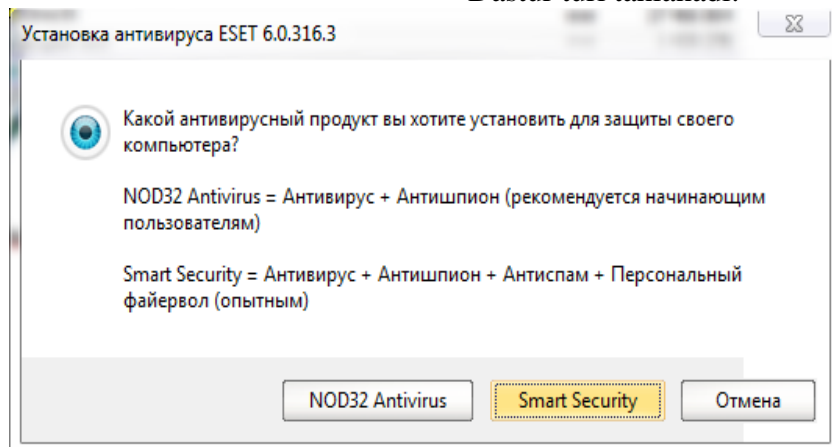 Установка антивируса ESET 6.0.316.3
Какой антивирусный продукт вы хотите установить для защиты своего
компьютера?
NOD32 Antivirus = Антивирус + Антишпион (рекомендуется начинающим
пользователям)
Smart Security = Антивирус + Антишпион + Антиспам + Персональный
файервол (опытным)
NOD32 Antivirus Smart Security Отмена